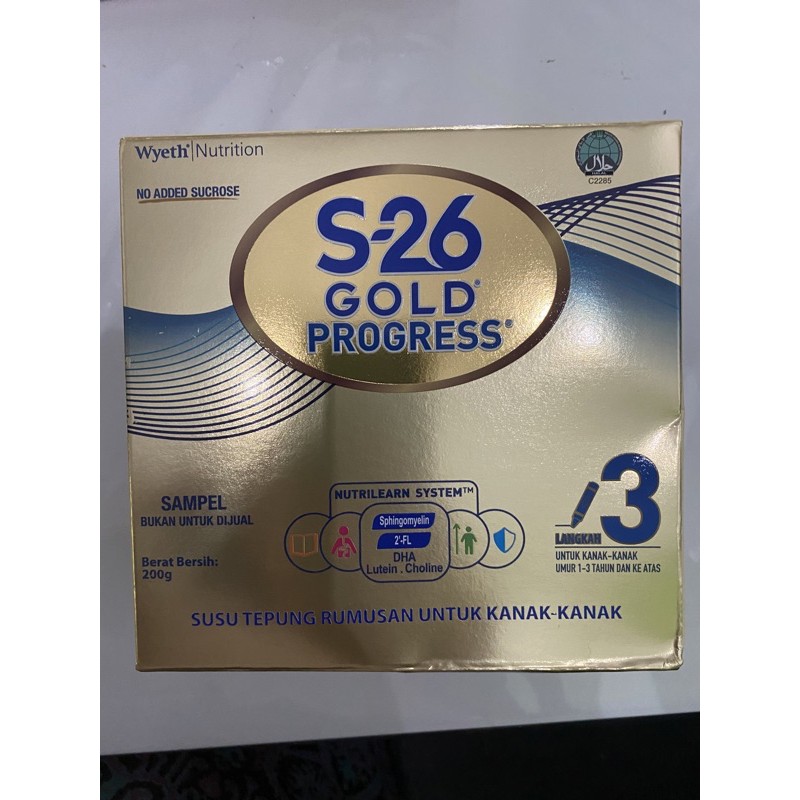 Wyeth® | Nutrition
NO ADDED SUCROSE
حلال
HALAL
C2285
S-26
GOLD®
PROGRESS®
SAMPEL
BUKAN UNTUK DIJUAL
Berat Bersih:
200g
NUTRILEARN SYSTEM™
Sphingomyelin
2'-FL
DHA
Lutein . Choline
3
LANGKAH
UNTUK KANAK-KANAK
UMUR 1-3 TAHUN DAN KE ATAS
SUSU TEPUNG RUMUSAN UNTUK KANAK-KANAK